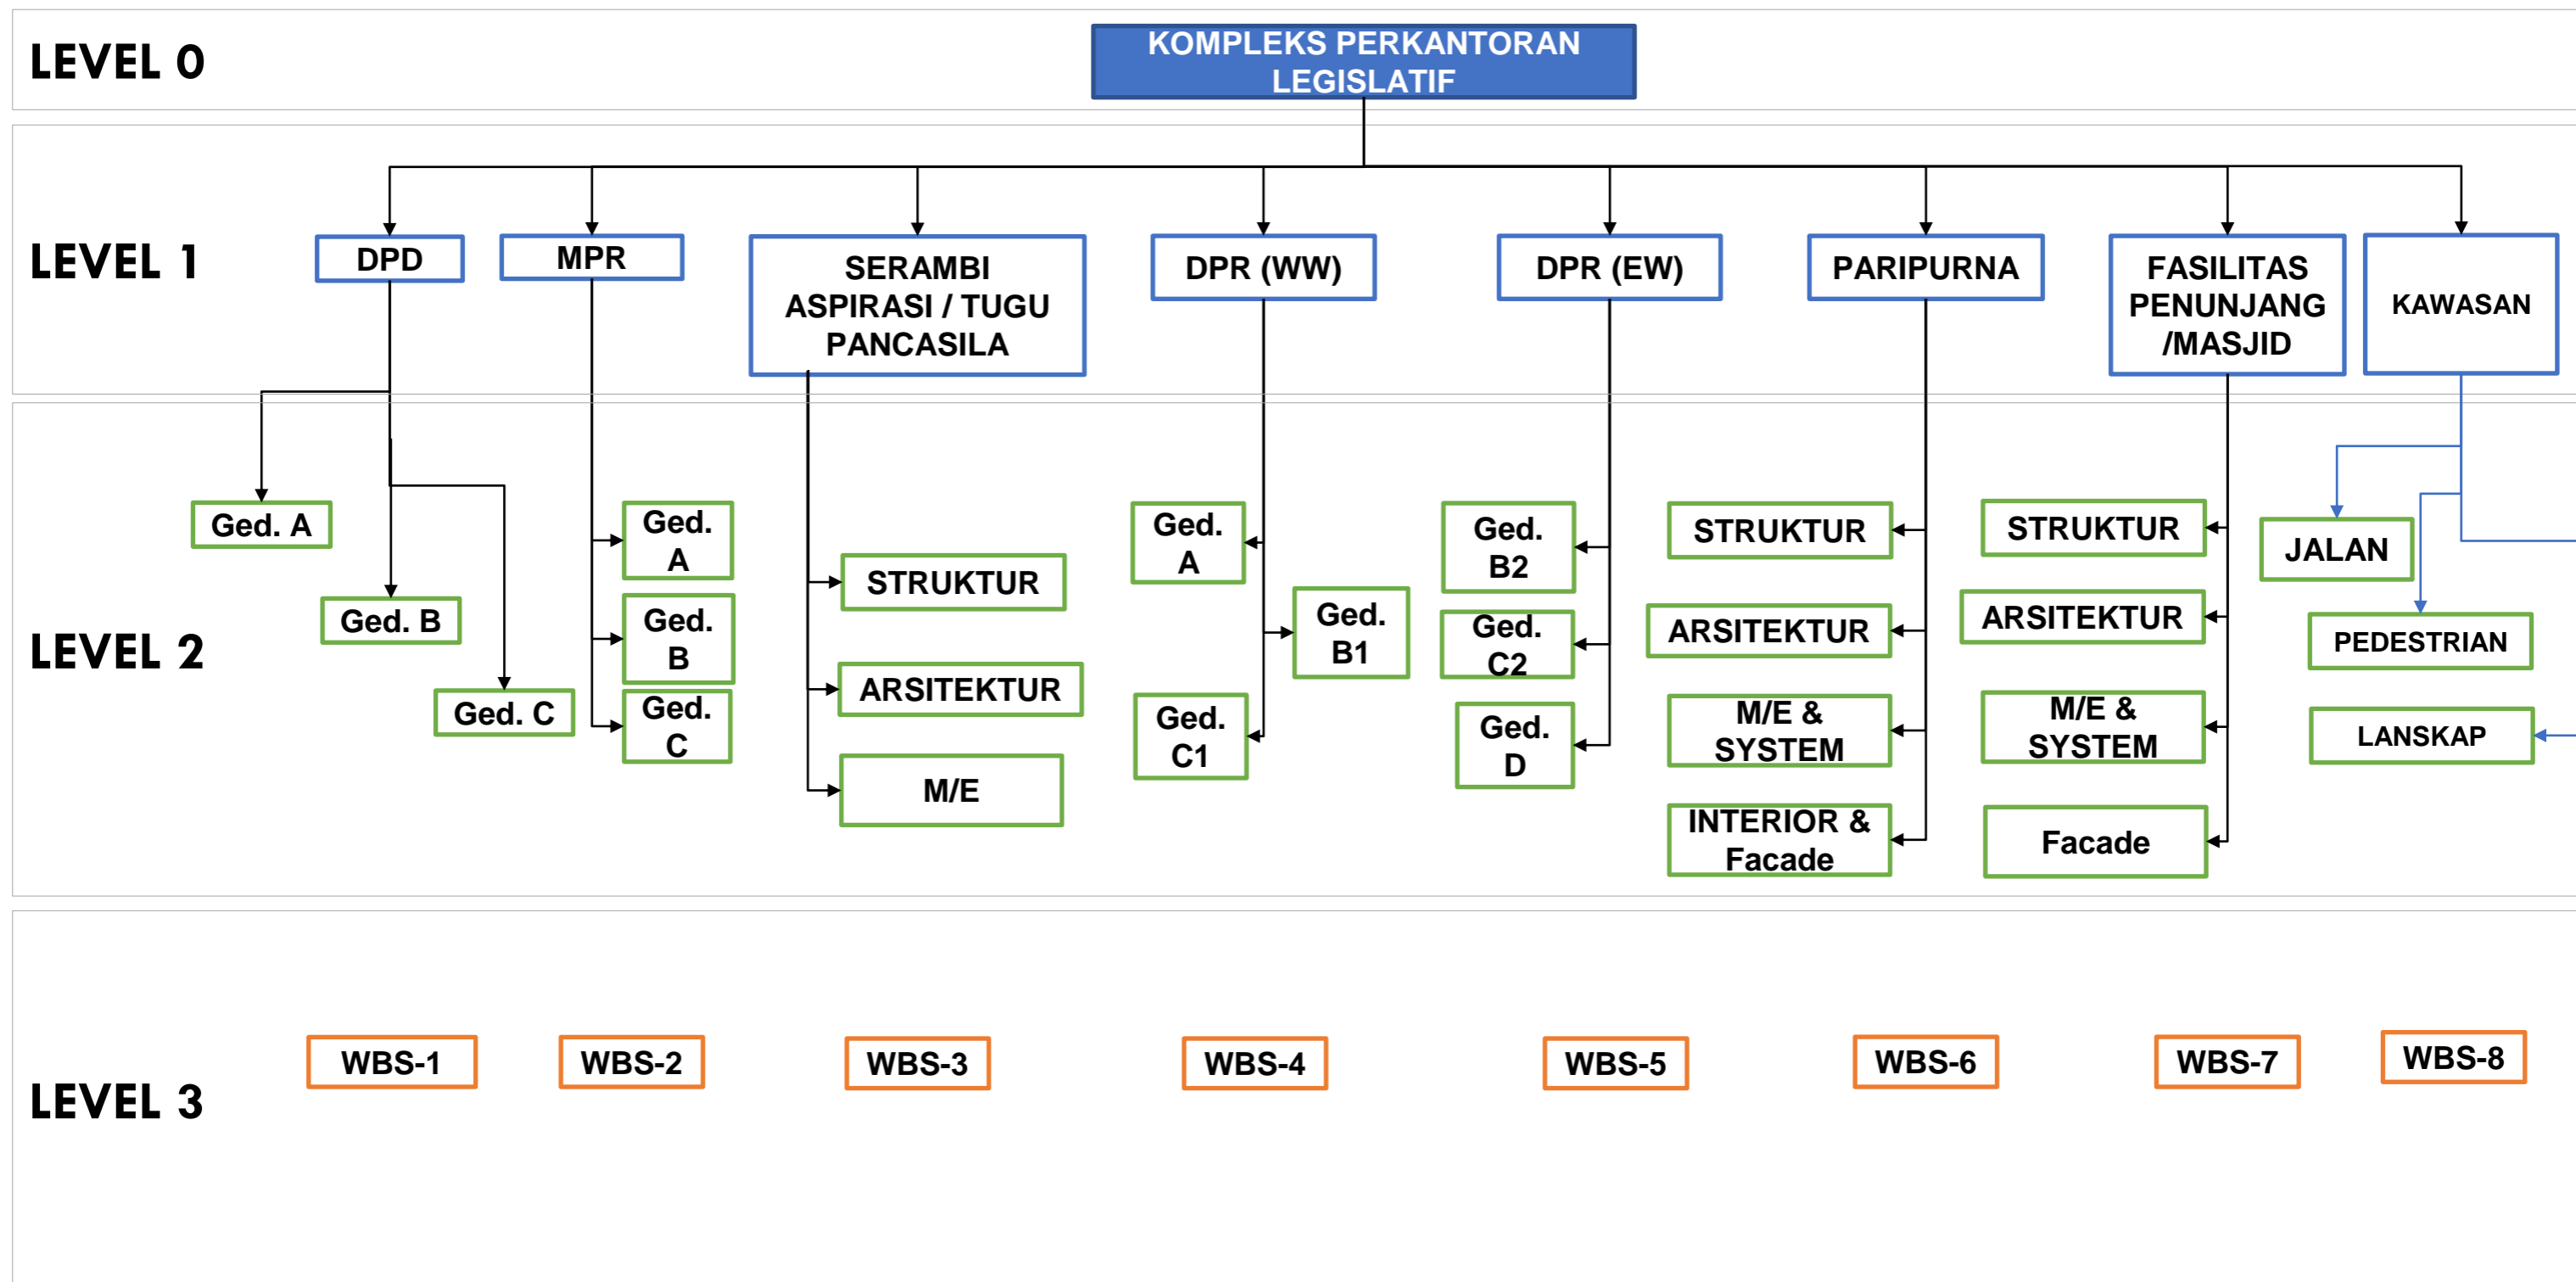 LEVEL 0
KOMPLEKS PERKANTORAN
LEGISLATIF
LEVEL 1
DPD
MPR
SERAMBI
ASPIRASI / TUGU
PANCASILA
DPR (WW)
DPR (EW)
PARIPURNA
FASILITAS
PENUNJANG
/MASJID
KAWASAN
LEVEL 2
Ged. A
Ged. B
Ged. C
Ged.
A
Ged.
B
Ged.
C
STRUKTUR
ARSITEKTUR
M/E
Ged.
A
Ged.
B1
Ged.
C1
Ged.
B2
Ged.
C2
Ged.
D
STRUKTUR
ARSITEKTUR
M/E &
SYSTEM
INTERIOR &
Facade
STRUKTUR
ARSITEKTUR
M/E &
SYSTEM
Facade
JALAN
PEDESTRIAN
LANSKAP
LEVEL 3
WBS-1
WBS-2
WBS-3
WBS-4
WBS-5
WBS-6
WBS-7
WBS-8